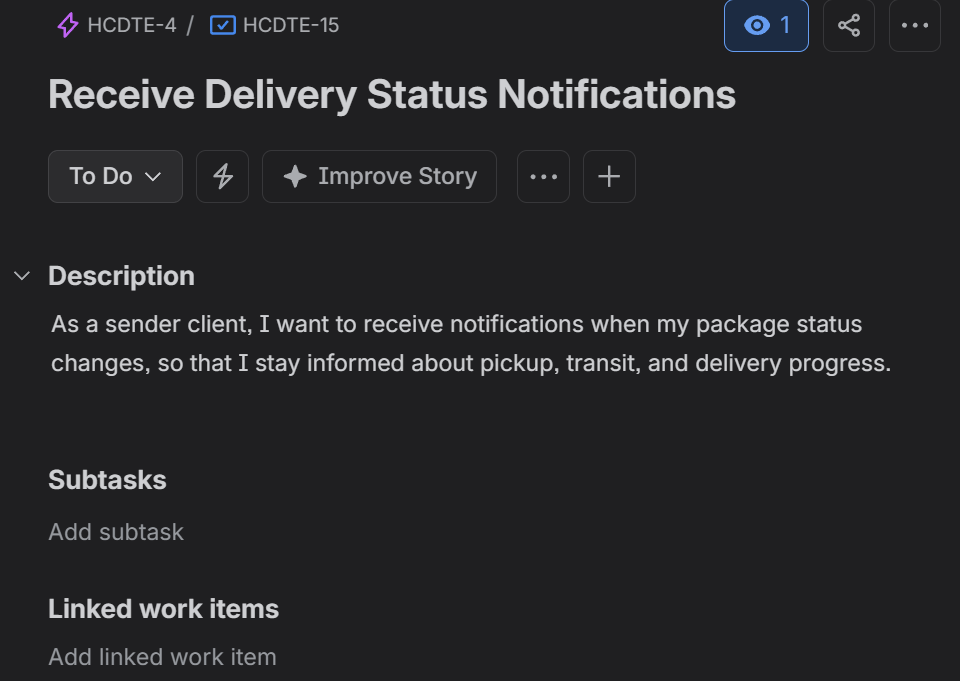 HCDTE-4 / HCDTE-15
1
Receive Delivery Status Notifications
To Do
Improve Story
Description
As a sender client, I want to receive notifications when my package status
changes, so that I stay informed about pickup, transit, and delivery progress.
Subtasks
Add subtask
Linked work items
Add linked work item